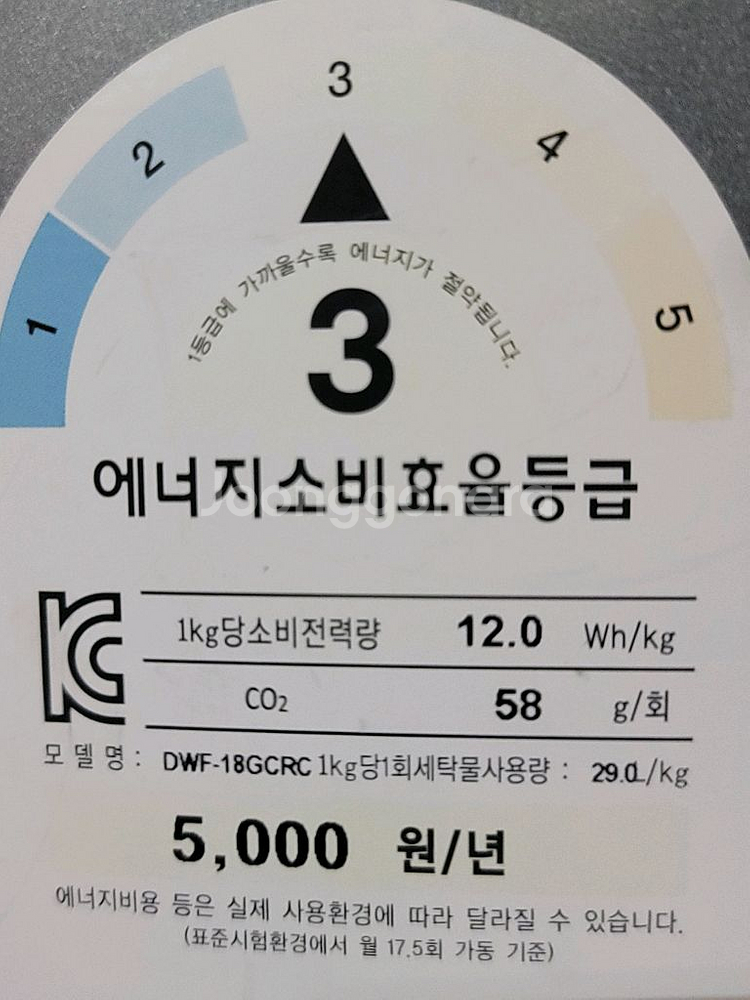 3
2
4
1
5
1등급에 가까울수록 에너지가 절약됩니다.
3
에너지소비효율등급
Joonggonara
1kg당소비전력량 12.0 Wh/kg
CO₂ 58 g/회
모델명 : DWF-18GCRC 1kg당1회세탁물사용량 : 29.0L/kg
5,000 원/년
에너지비용 등은 실제 사용환경에 따라 달라질 수 있습니다.
(표준시험환경에서 월 17.5회 가동 기준)